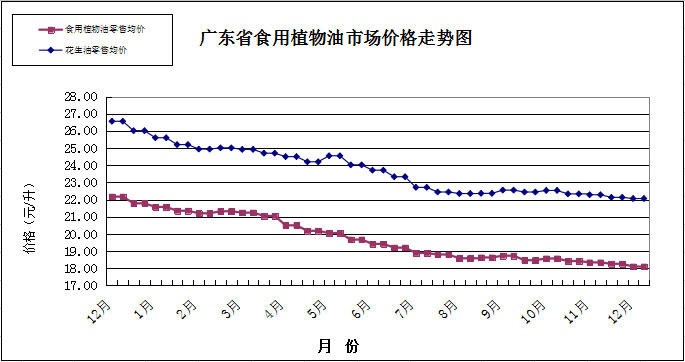 食用植物油零售均价
花生油零售均价
广东省食用植物油市场价格走势图
28.00
27.00
26.00
25.00
24.00
23.00
22.00
21.00
20.00
19.00
18.00
17.00
价格（元/升）
12月 1月 2月 3月 4月 5月 6月 7月 8月 9月 10月 11月 12月
月 份